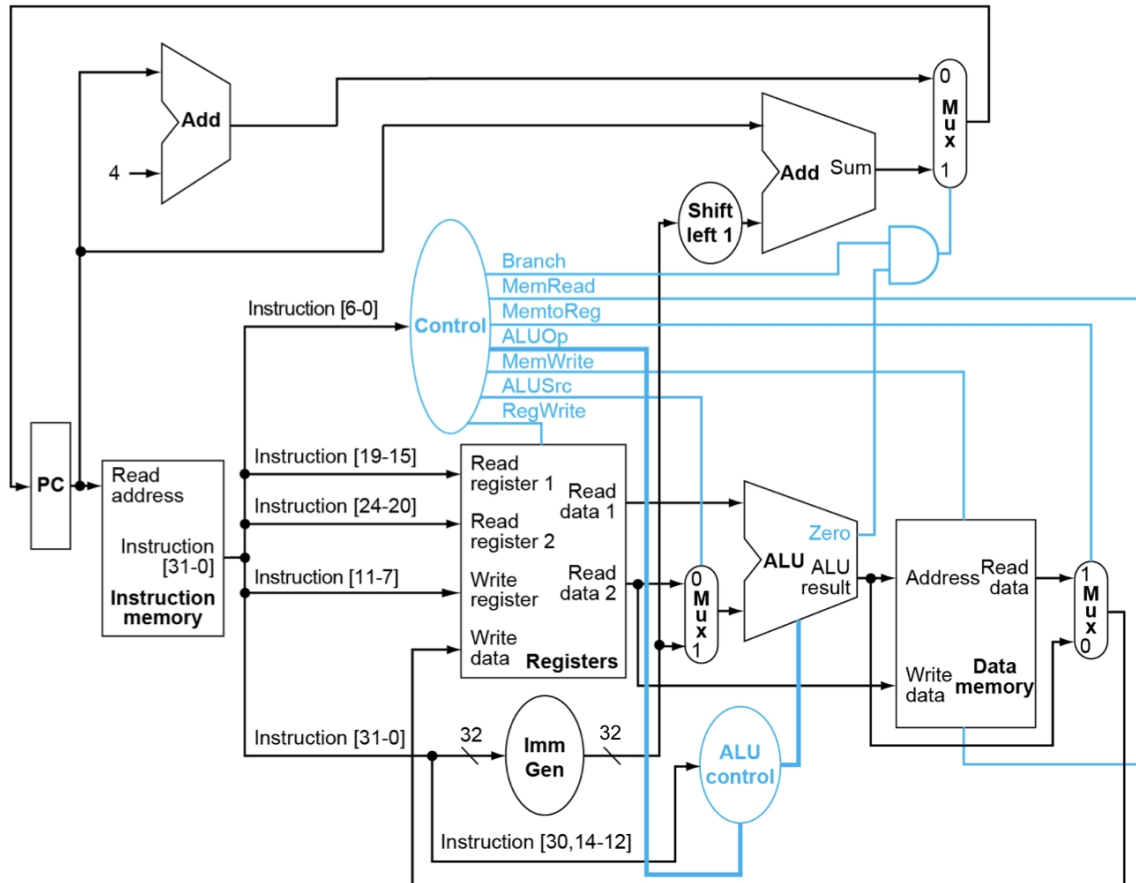 Add
4
0
Mux
1
Add Sum
Shift
left 1
Branch
MemRead
MemtoReg
ALUOp
MemWrite
ALUSrc
RegWrite
Control
Instruction [6-0]
PC
Read
address
Instruction
[31-0]
Instruction
memory
Instruction [19-15]
Instruction [24-20]
Instruction [11-7]
Instruction [31-0]
Read
register 1
Read
register 2
Write
register
Write
data
Read
data 1
Read
data 2
Registers
0
Mux
1
Zero
ALU
ALU
result
Address
Read
data
Write
data
Data
memory
1
Mux
0
32
Imm
Gen
32
ALU
control
Instruction [30,14-12]